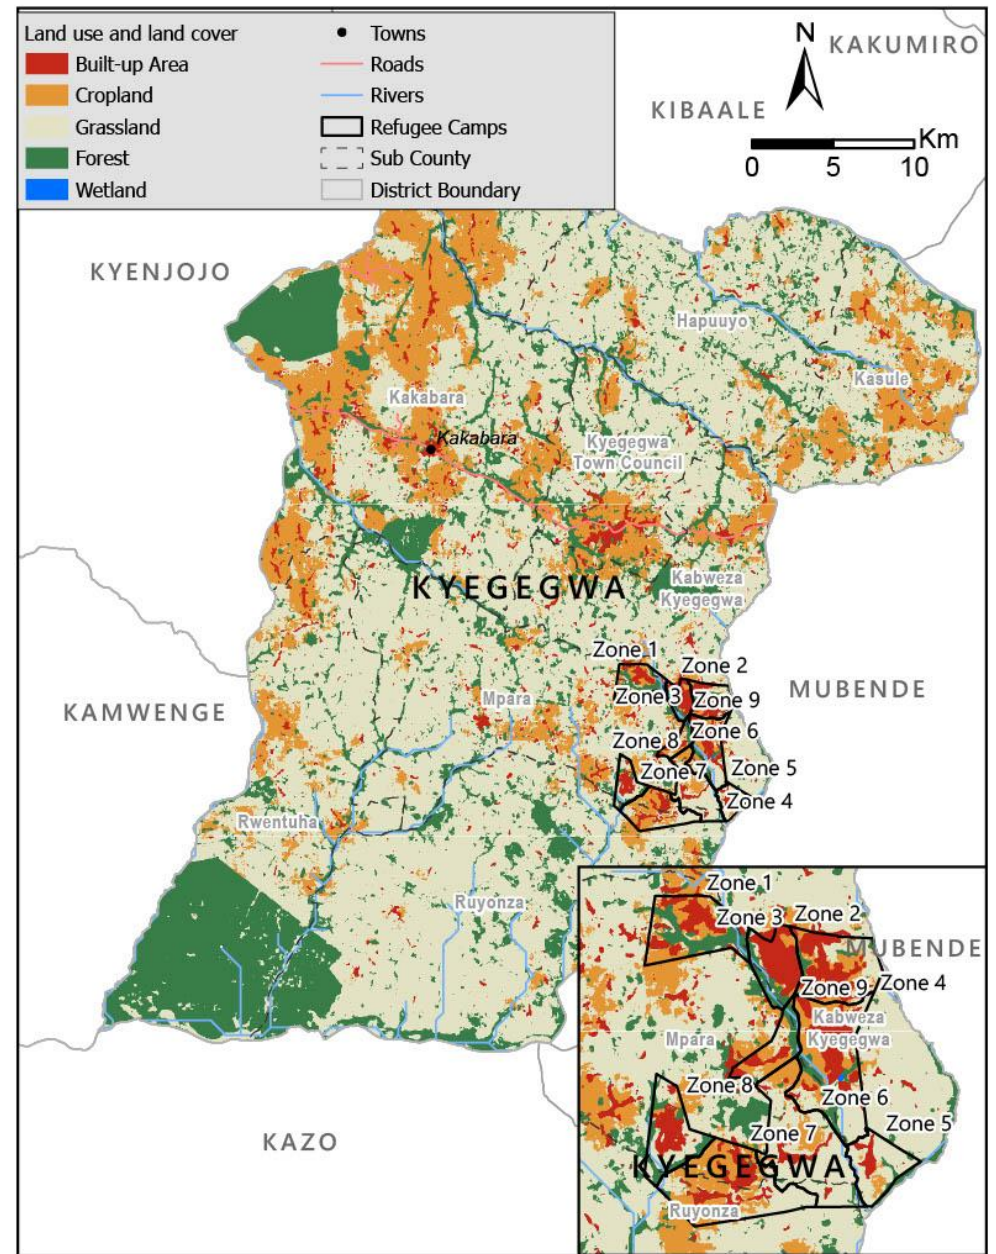 Land use and land cover
Built-up Area
Cropland
Grassland
Forest
Wetland
Towns
Roads
Rivers
Refugee Camps
Sub County
District Boundary
N
KAKUMIRO
KIBAALE
Km
0 5 10
KYENJOJO
Hapuuyo
Kasule
Kakabara
Kakabara
Kyegegwa
Town Council
KYEGEGWA
Kabweza
Kyegegwa
Zone 1
Zone 2
Zone 3
Zone 9
MUBENDE
KAMWENGE
Mpara
Zone 6
Zone 8
Zone 7
Zone 5
Zone 4
Rwentuha
Ruyonza
KAZO
Zone 1
Zone 3
Zone 2
MUBENDE
Zone 9
Zone 4
Kabweza
Kyegegwa
Mpara
Zone 8
Zone 6
Zone 5
Zone 7
KYEGEGWA
Ruyonza